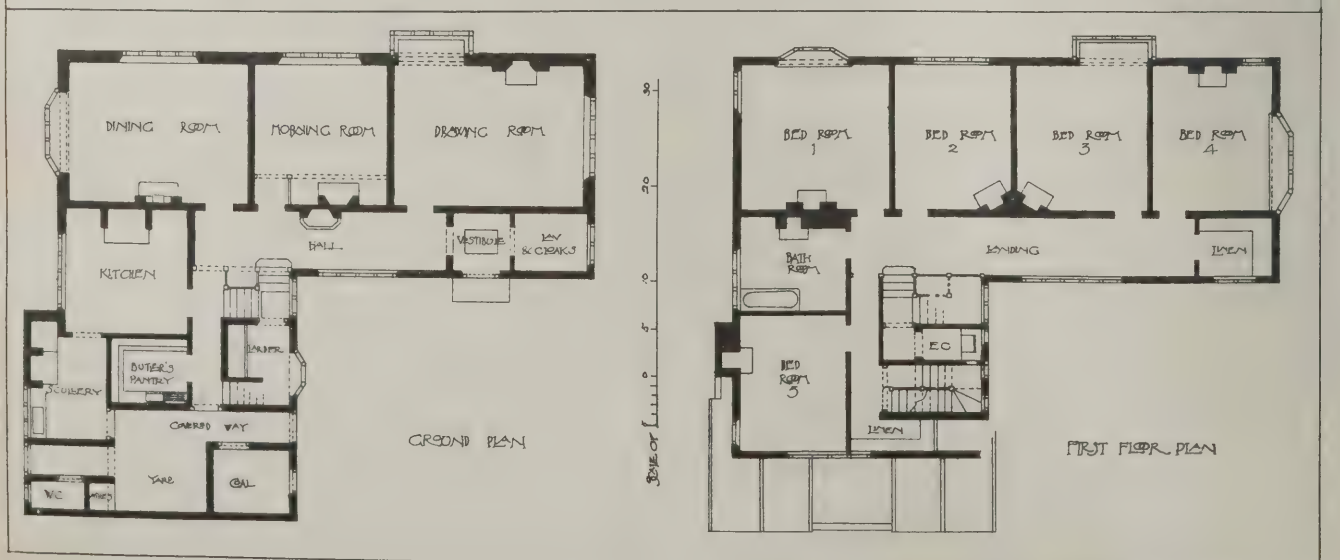 DINING ROOM
MORNING ROOM
DRAWING ROOM
HALL
VESTIBULE
LAV
& CLOAKS
KITCHEN
LARDER
BUTLER'S
PANTRY
SCULLERY
COVERED WAY
YARD
COAL
W.C.
GROUND PLAN
30
20
10
5
0
SCALE OF
BED ROOM
1
BED ROOM
2
BED ROOM
3
BED ROOM
4
BATH
ROOM
LANDING
LINEN
E.C
BED
ROOM
5
LINEN
FIRST FLOOR PLAN